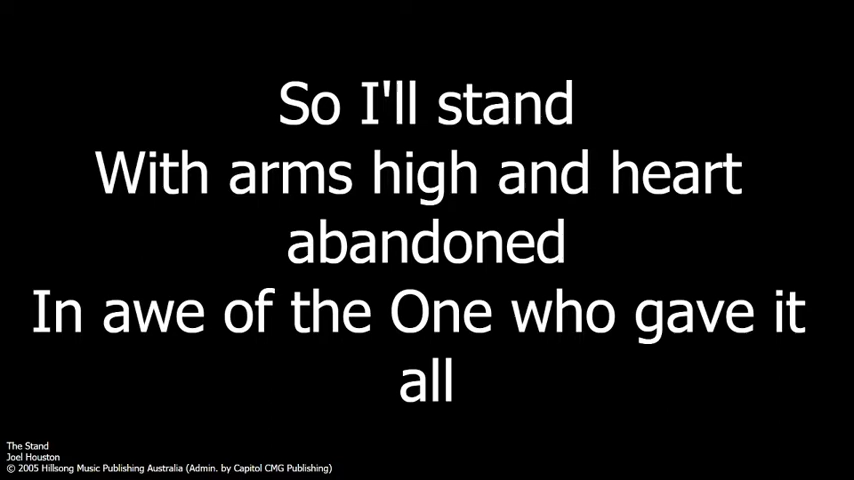 So I'll stand
With arms high and heart
abandoned
In awe of the One who gave it
all
The Stand
Joel Houston
© 2005 Hillsong Music Publishing Australia (Admin. by Capitol CMG Publishing)